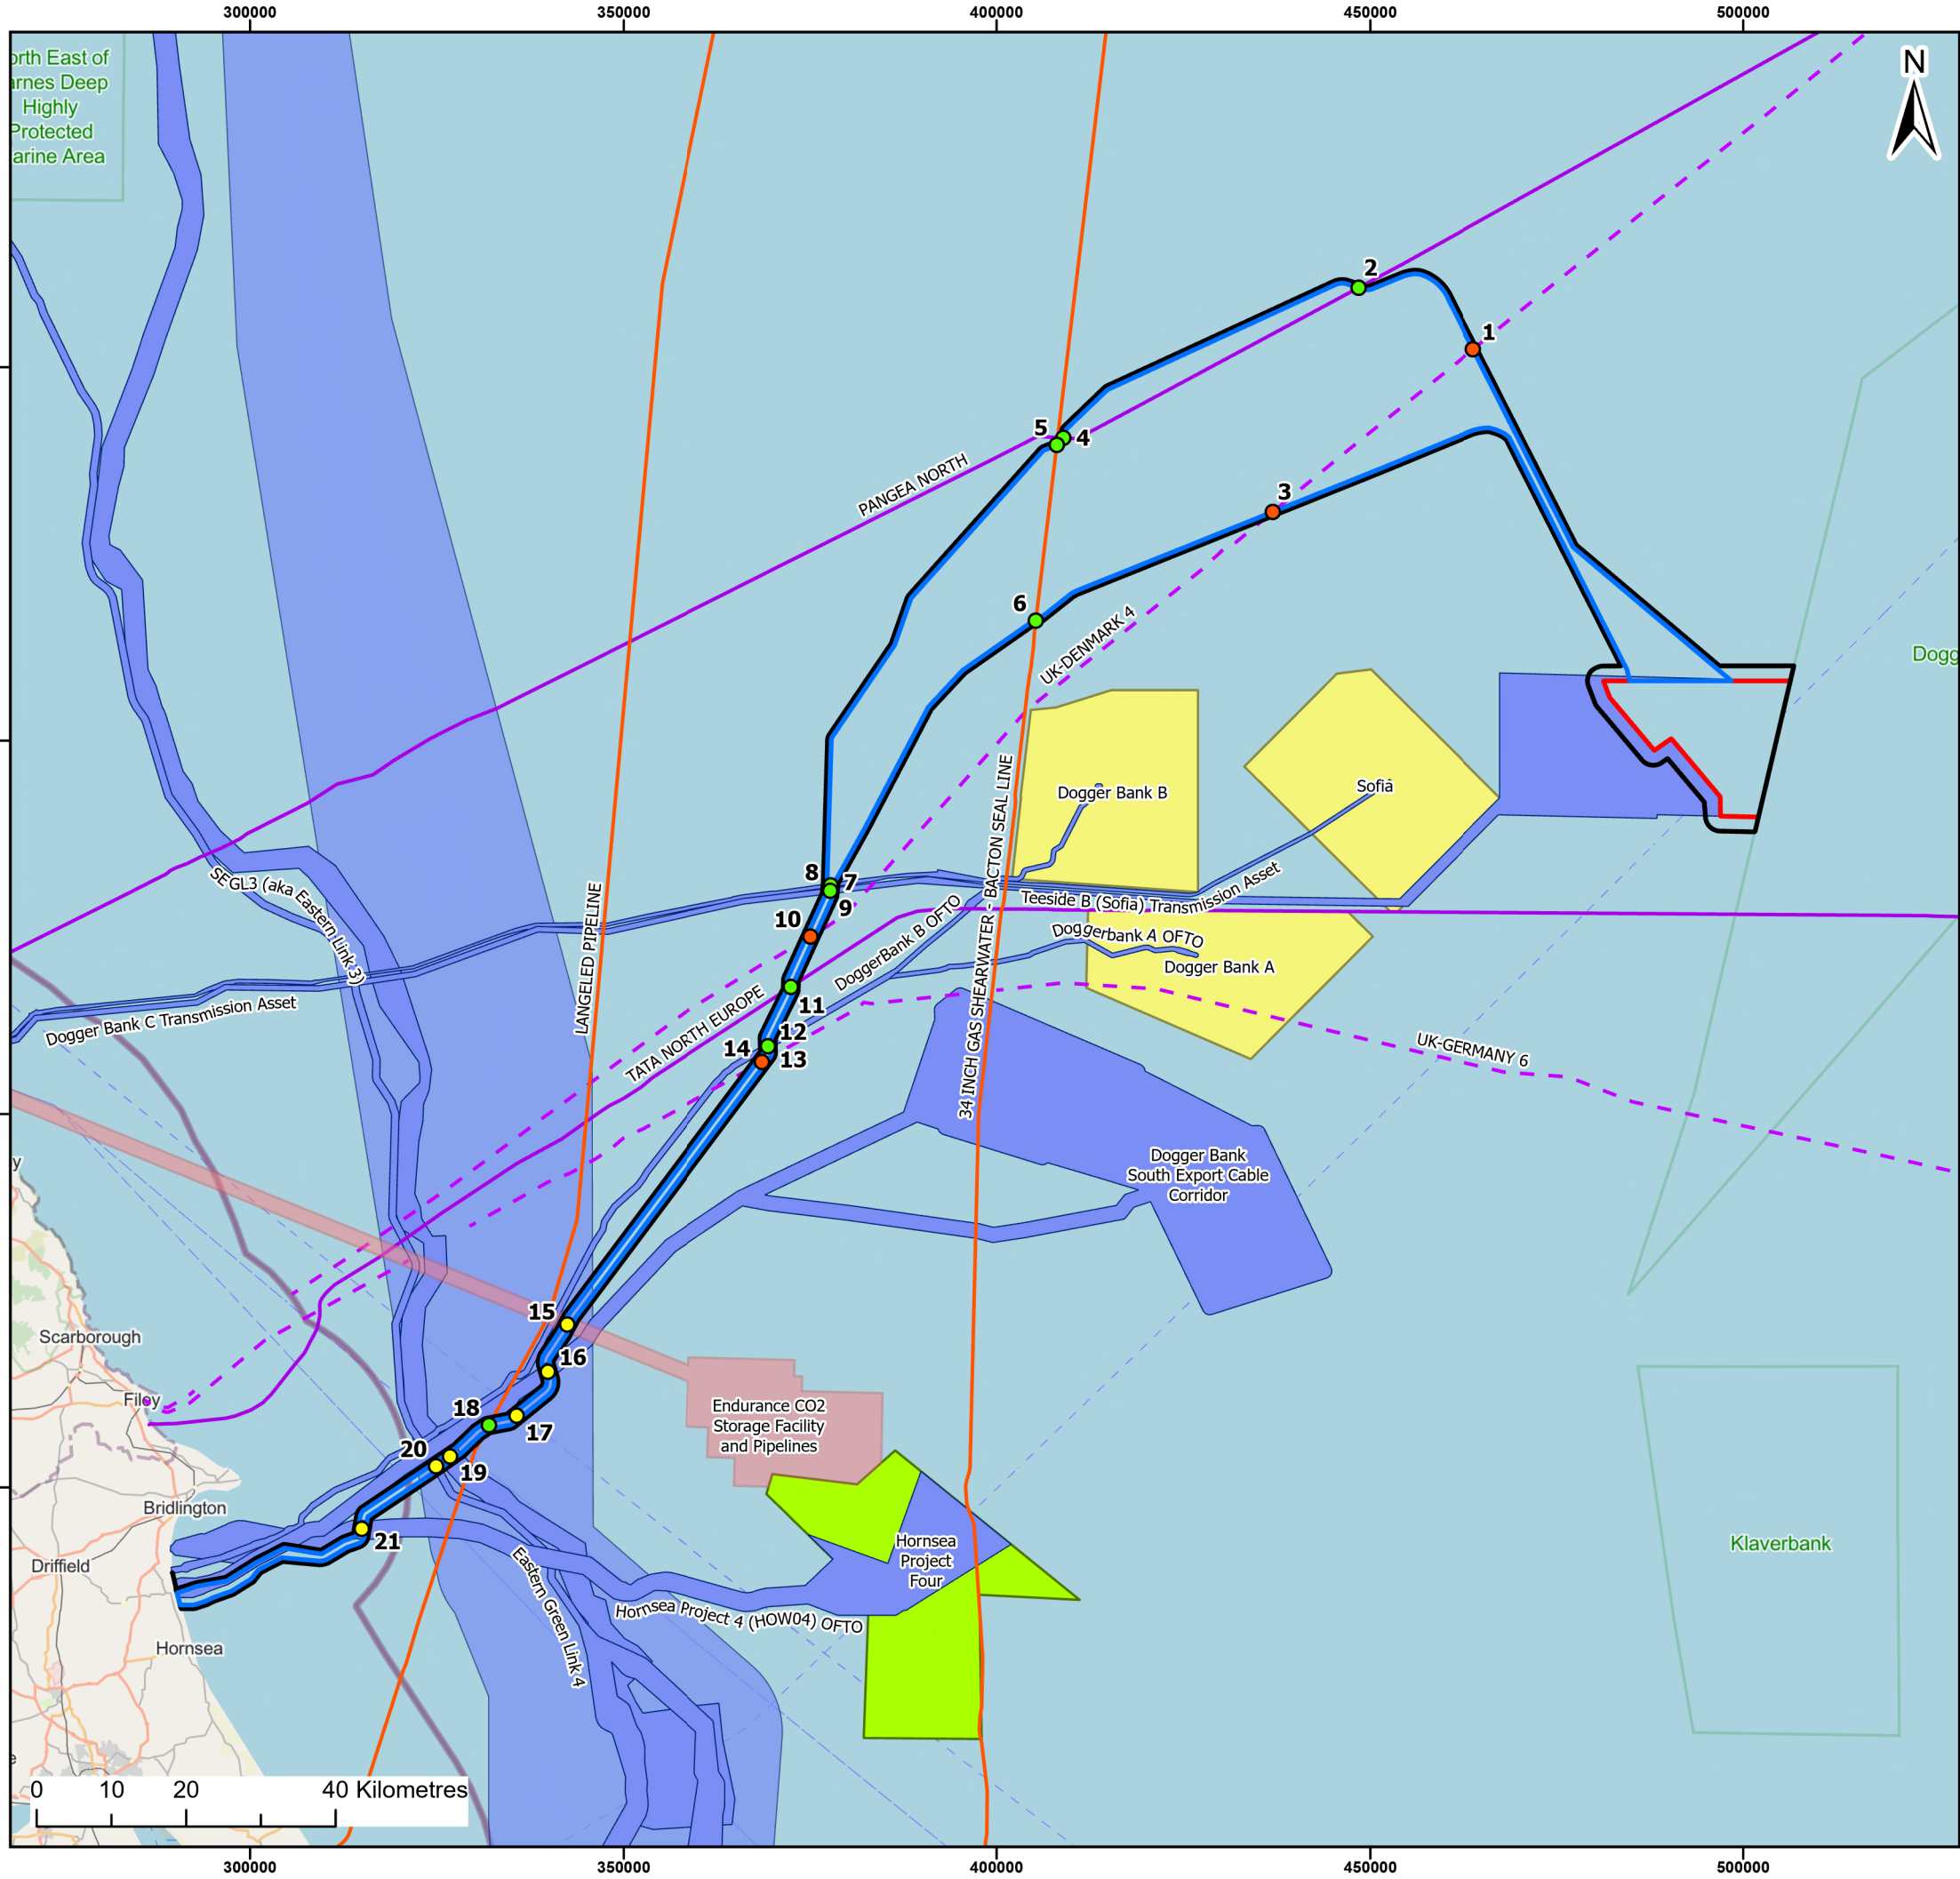 300000
350000
400000
450000
500000
orth East of
arnes Deep
Highly
Protected
arine Area
N
2
1
5
4
PANGEA NORTH
3
6
UK-DENMARK 4
Dogg
Dogger Bank B
Sofia
8
7
9
SEGL3 (aka Eastern Link 3)
LANGELED PIPELINE
34 INCH GAS SHEARWATER - BACTON SEAL LINE
Teeside B (Sofia) Transmission Asset
10
DoggerBank B OFTO
Doggerbank A OFTO
Dogger Bank A
11
TATA NORTH EUROPE
Dogger Bank C Transmission Asset
12
14
13
UK-GERMANY 6
y
Dogger Bank
South Export Cable
Corridor
15
Scarborough
16
Filey
Endurance CO2
Storage Facility
and Pipelines
18
17
20
19
Bridlington
21
Hornsea
Project
Four
Klaverbank
Driffield
Eastern Green Link 4
Hornsea Project 4 (HOW04) OFTO
Hornsea
e
0
10
20
40 Kilometres
300000
350000
400000
450000
500000